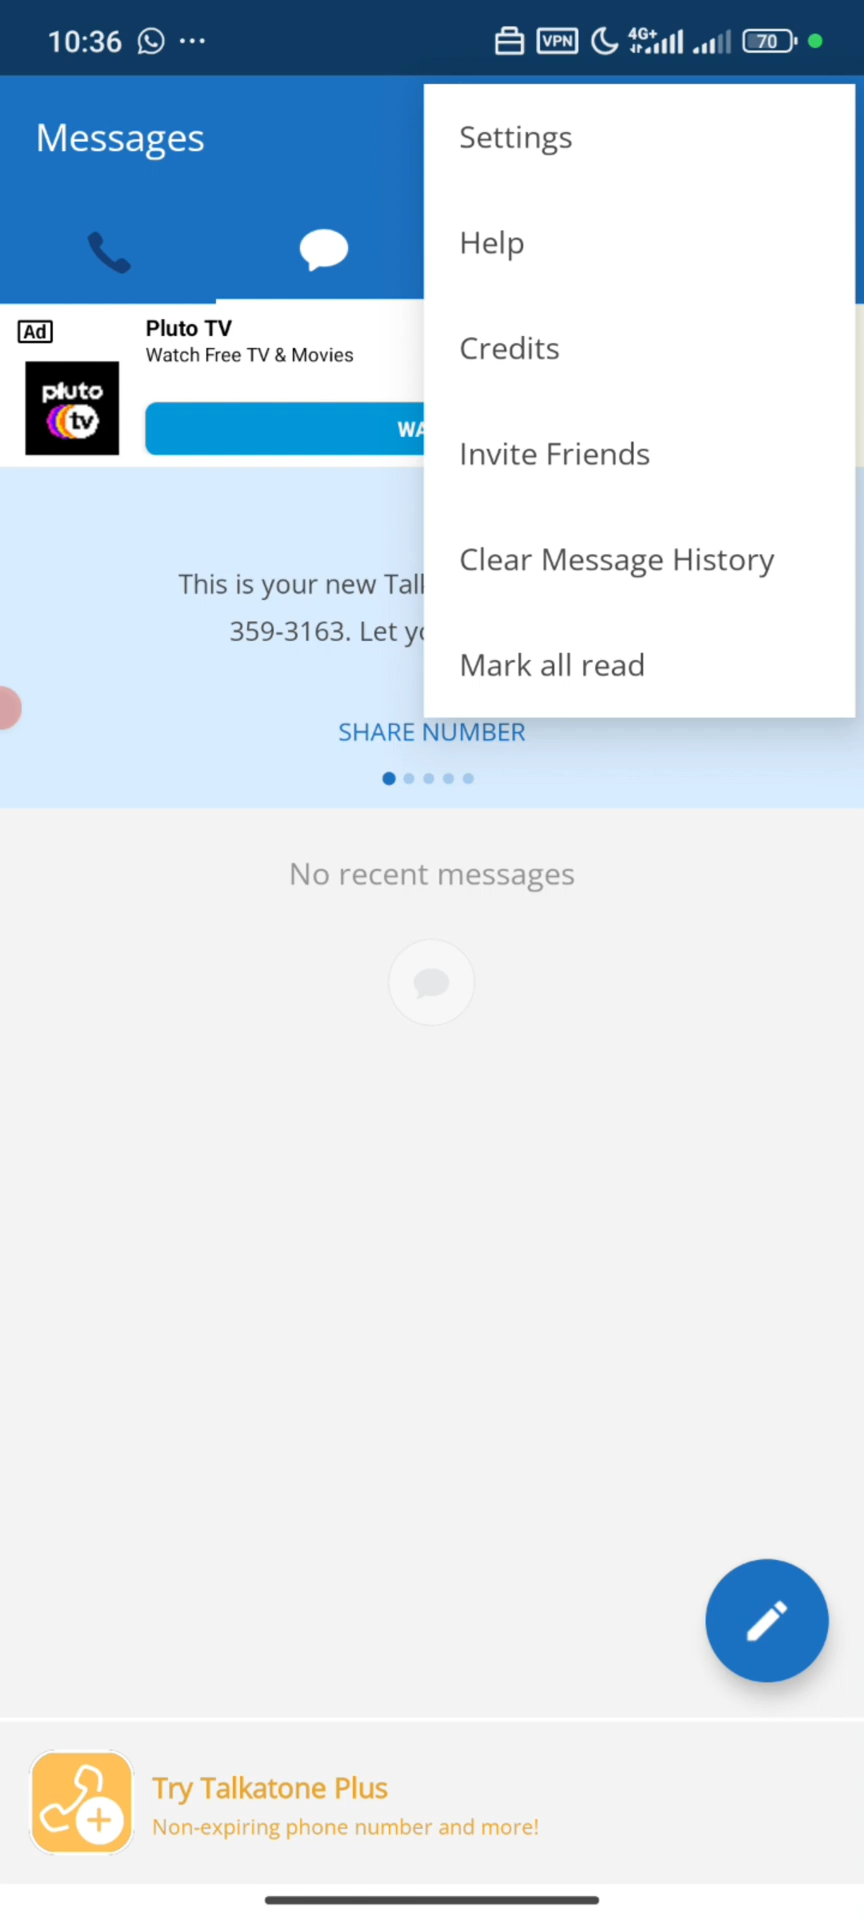 10:36
VPN 4G+ 70
Messages
Settings
Help
Credits
Invite Friends
Clear Message History
Mark all read
Ad
Pluto TV
Watch Free TV & Movies
pluto
tv
This is your new
359-3163. Let
SHARE NUMBER
No recent messages
Try Talkatone Plus
Non-expiring phone number and more!